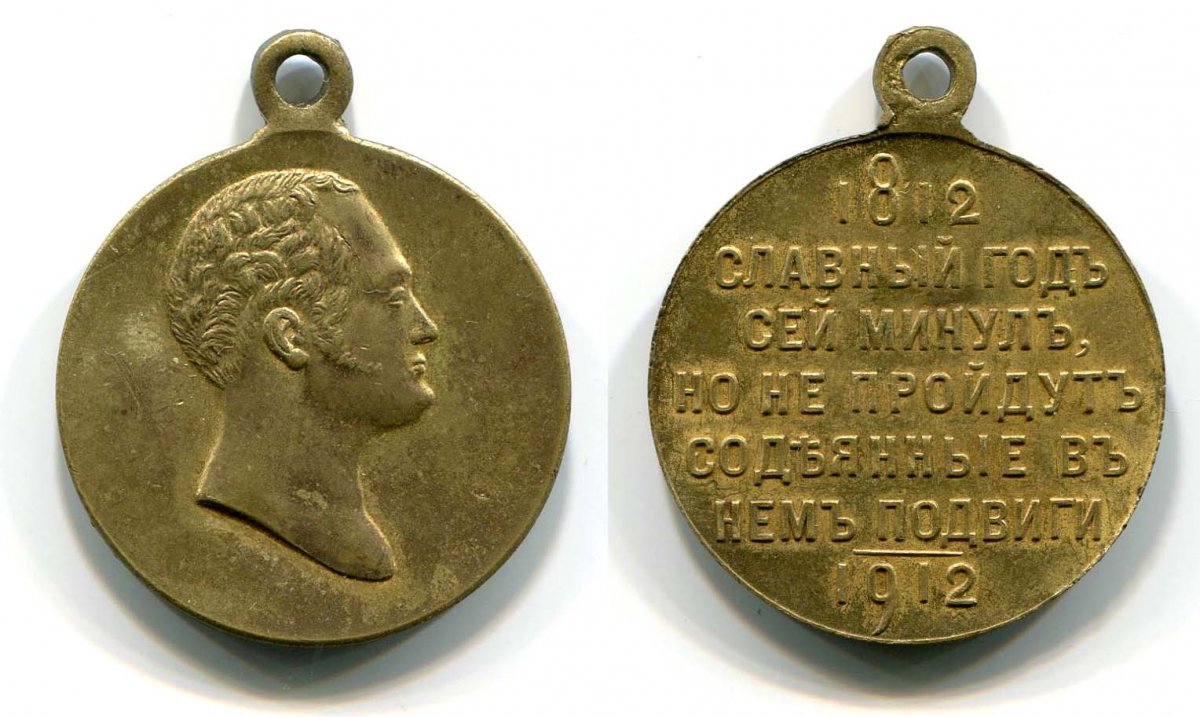 1812
СЛАВНЫЙ ГОДЪ
СЕЙ МИНУЛЪ,
НО НЕ ПРОЙДУТЪ
СОДѢЯННЫЕ ВЪ
НЕМЪ ПОДВИГИ
1912